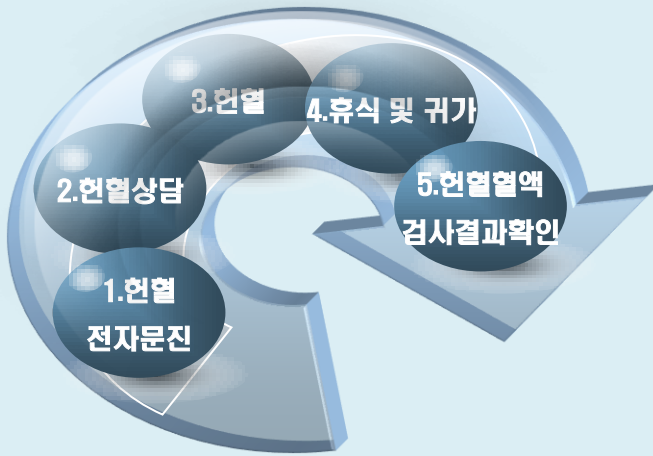 1.헌혈
전자문진
2.헌혈상담
3.헌혈
4.휴식 및 귀가
5.헌혈혈액
검사결과확인